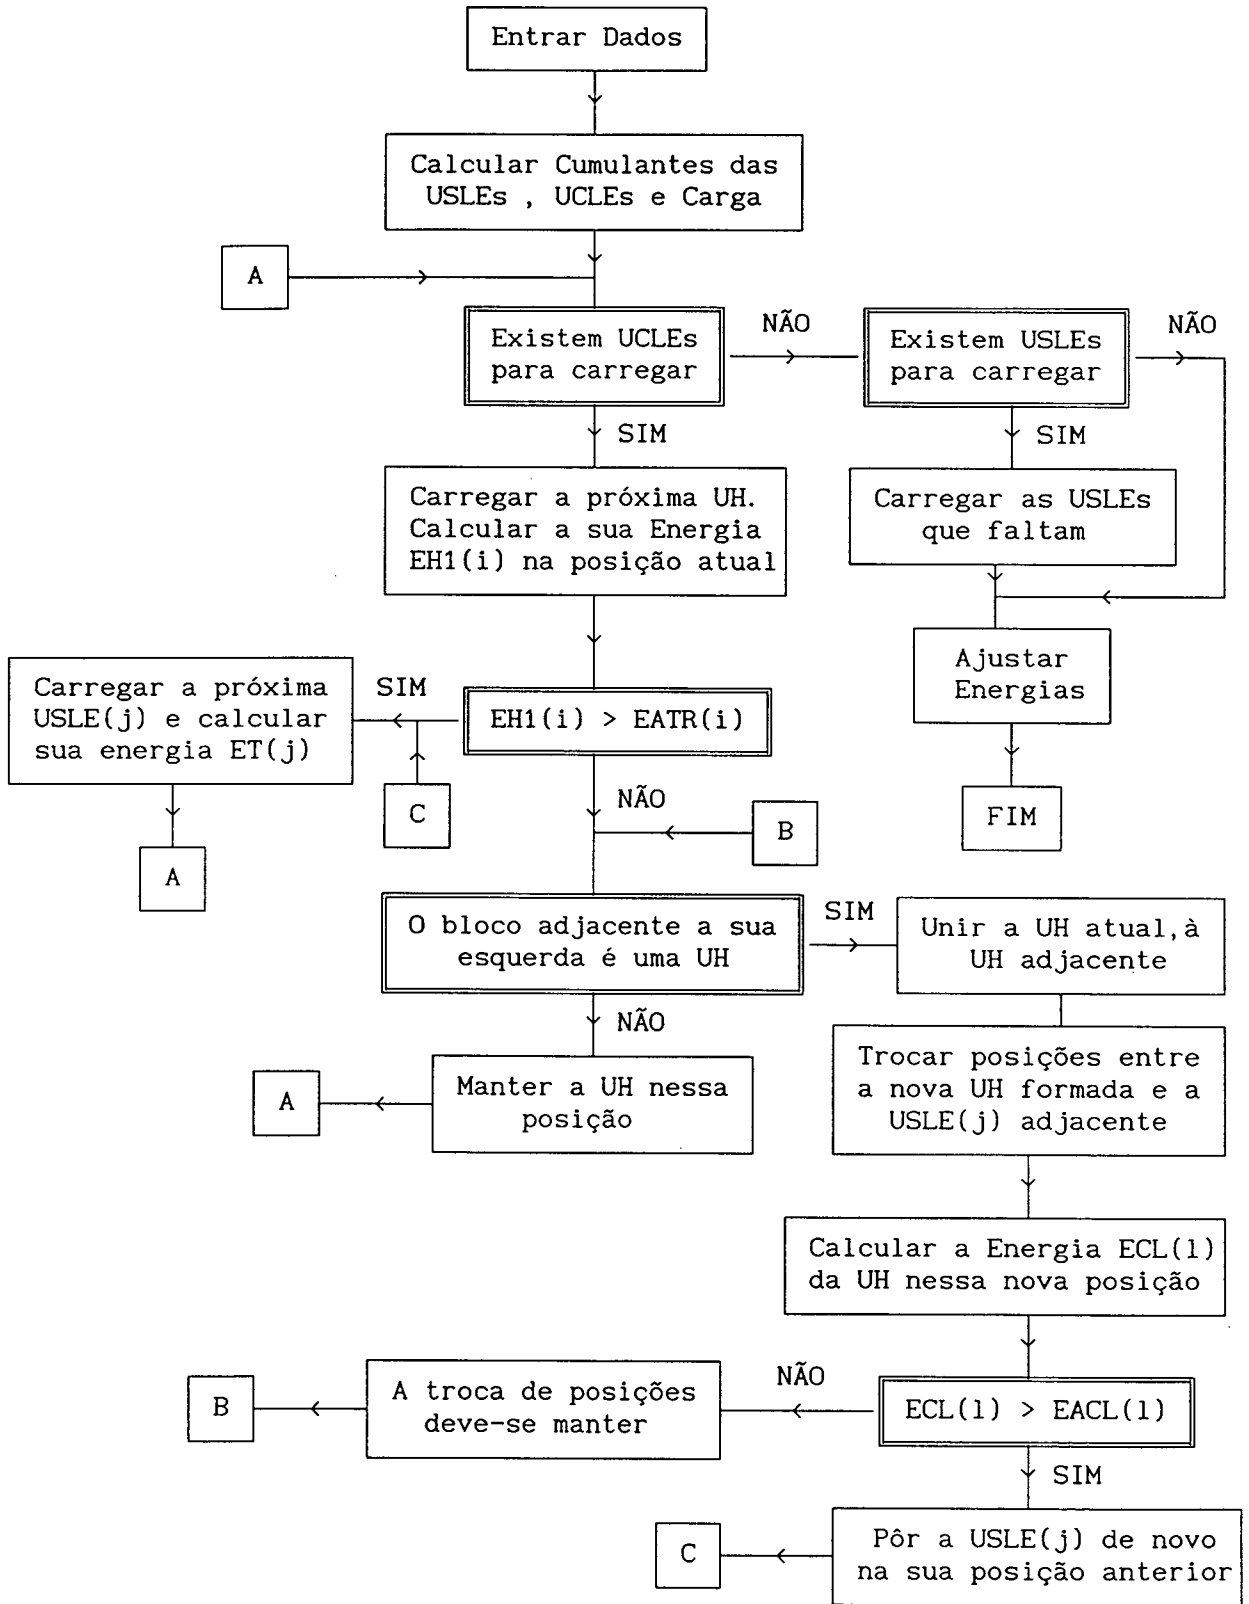 Entrar Dados
Calcular Cumulantes das
USLEs , UCLEs e Carga
A
Existem UCLEs
para carregar
NÃO
Existem USLEs
para carregar
NÃO
SIM
SIM
Carregar a próxima UH.
Calcular a sua Energia
EH1(i) na posição atual
Carregar as USLEs
que faltam
Ajustar
Energias
FIM
Carregar a próxima
USLE(j) e calcular
sua energia ET(j)
SIM
EH1(i) > EATR(i)
C
A
NÃO
B
O bloco adjacente a sua
esquerda é uma UH
SIM
Unir a UH atual,à
UH adjacente
NÃO
Manter a UH nessa
posição
A
Trocar posições entre
a nova UH formada e a
USLE(j) adjacente
Calcular a Energia ECL(l)
da UH nessa nova posição
B
A troca de posições
deve-se manter
NÃO
ECL(l) > EACL(l)
SIM
C
Pôr a USLE(j) de novo
na sua posição anterior